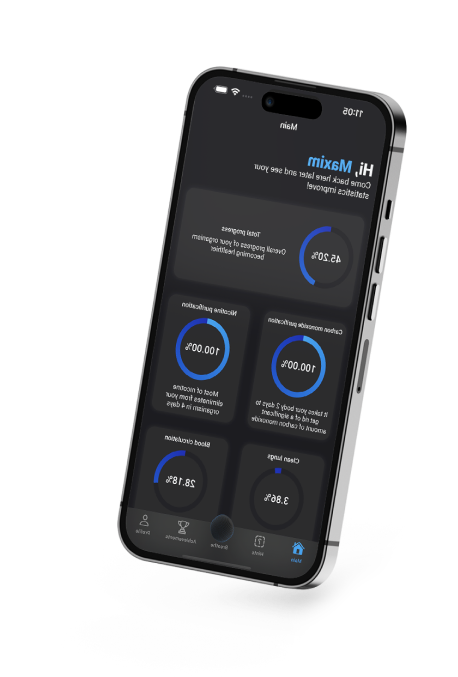 11:05
Main
Hi, Maxim
Come back here later and see your
statistics improve!
45.20%
Total progress
Overall progress of your organism
becoming healthier
Carbon monoxide purification
100.00%
It takes your body 2 days to
get rid of a significant
amount of carbon monoxide
Nicotine purification
100.00%
Most of nicotine
eliminates from your
organism in 4 days
Clean lungs
3.86%
Blood circulation
28.18%
Main
Hints
Breathe
Achievements
Profile